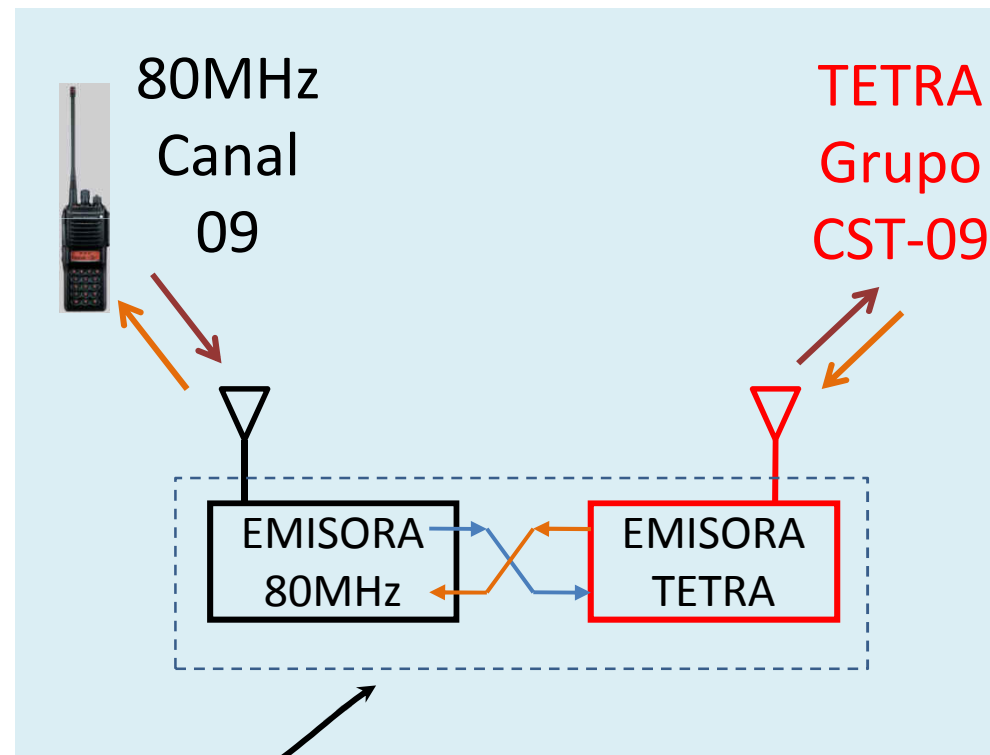 80MHz
Canal
09
TETRA
Grupo
CST-09
EMISORA
80MHz
EMISORA
TETRA